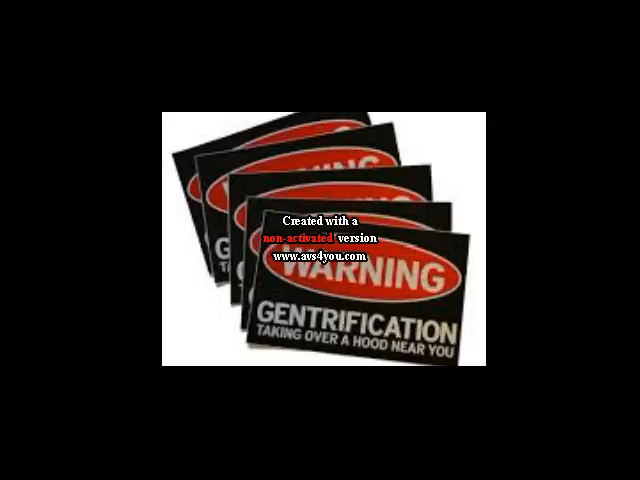 Created with a
non-activated version
www.avs4you.com
WARNING
GENTRIFICATION
TAKING OVER A HOOD NEAR YOU